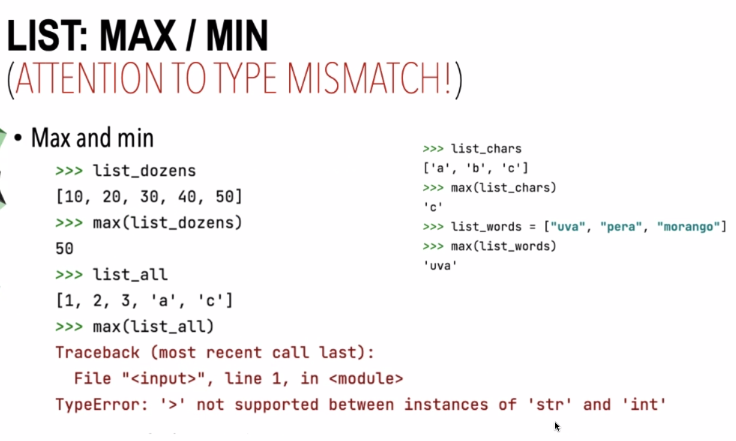 LIST: MAX / MIN
(ATTENTION TO TYPE MISMATCH!)
• Max and min
>>> list_dozens
[10, 20, 30, 40, 50]
>>> max(list_dozens)
50
>>> list_all
[1, 2, 3, 'a', 'c']
>>> max(list_all)
Traceback (most recent call last):
  File "<input>", line 1, in <module>
TypeError: '>' not supported between instances of 'str' and 'int'
>>> list_chars
['a', 'b', 'c']
>>> max(list_chars)
'c'
>>> list_words = ["uva", "pera", "morango"]
>>> max(list_words)
'uva'